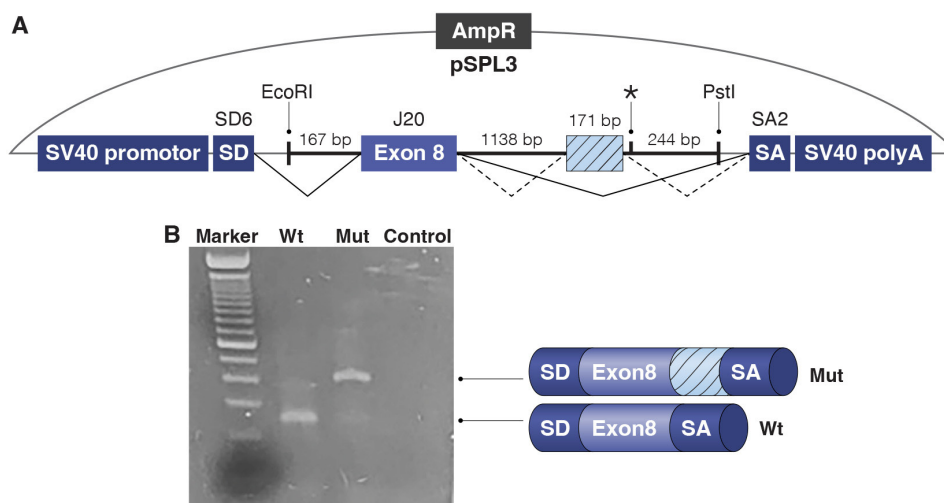 A
AmpR
pSPL3
EcoRI
*
PstI
SD6
J20
171 bp
SA2
167 bp
1138 bp
244 bp
SV40 promotor
SD
Exon 8
SA
SV40 polyA
B
Marker Wt Mut Control
SD Exon8 SA Mut
SD Exon8 SA Wt